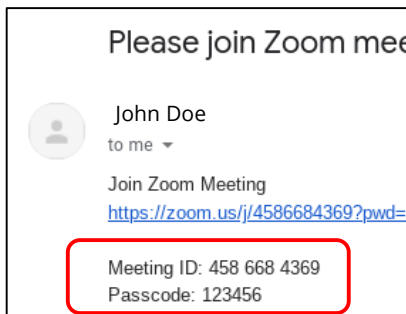 Please join Zoom
John Doe
to me
Join Zoom Meeting
https://zoom.us/j/4586684369?pwd=
Meeting ID: 458 668 4369
Passcode: 123456